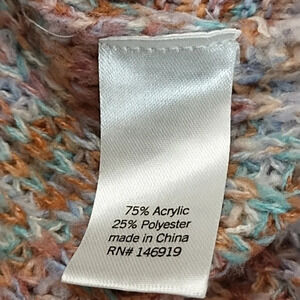 75% Acrylic
25% Polyester
made in China
RN# 146919